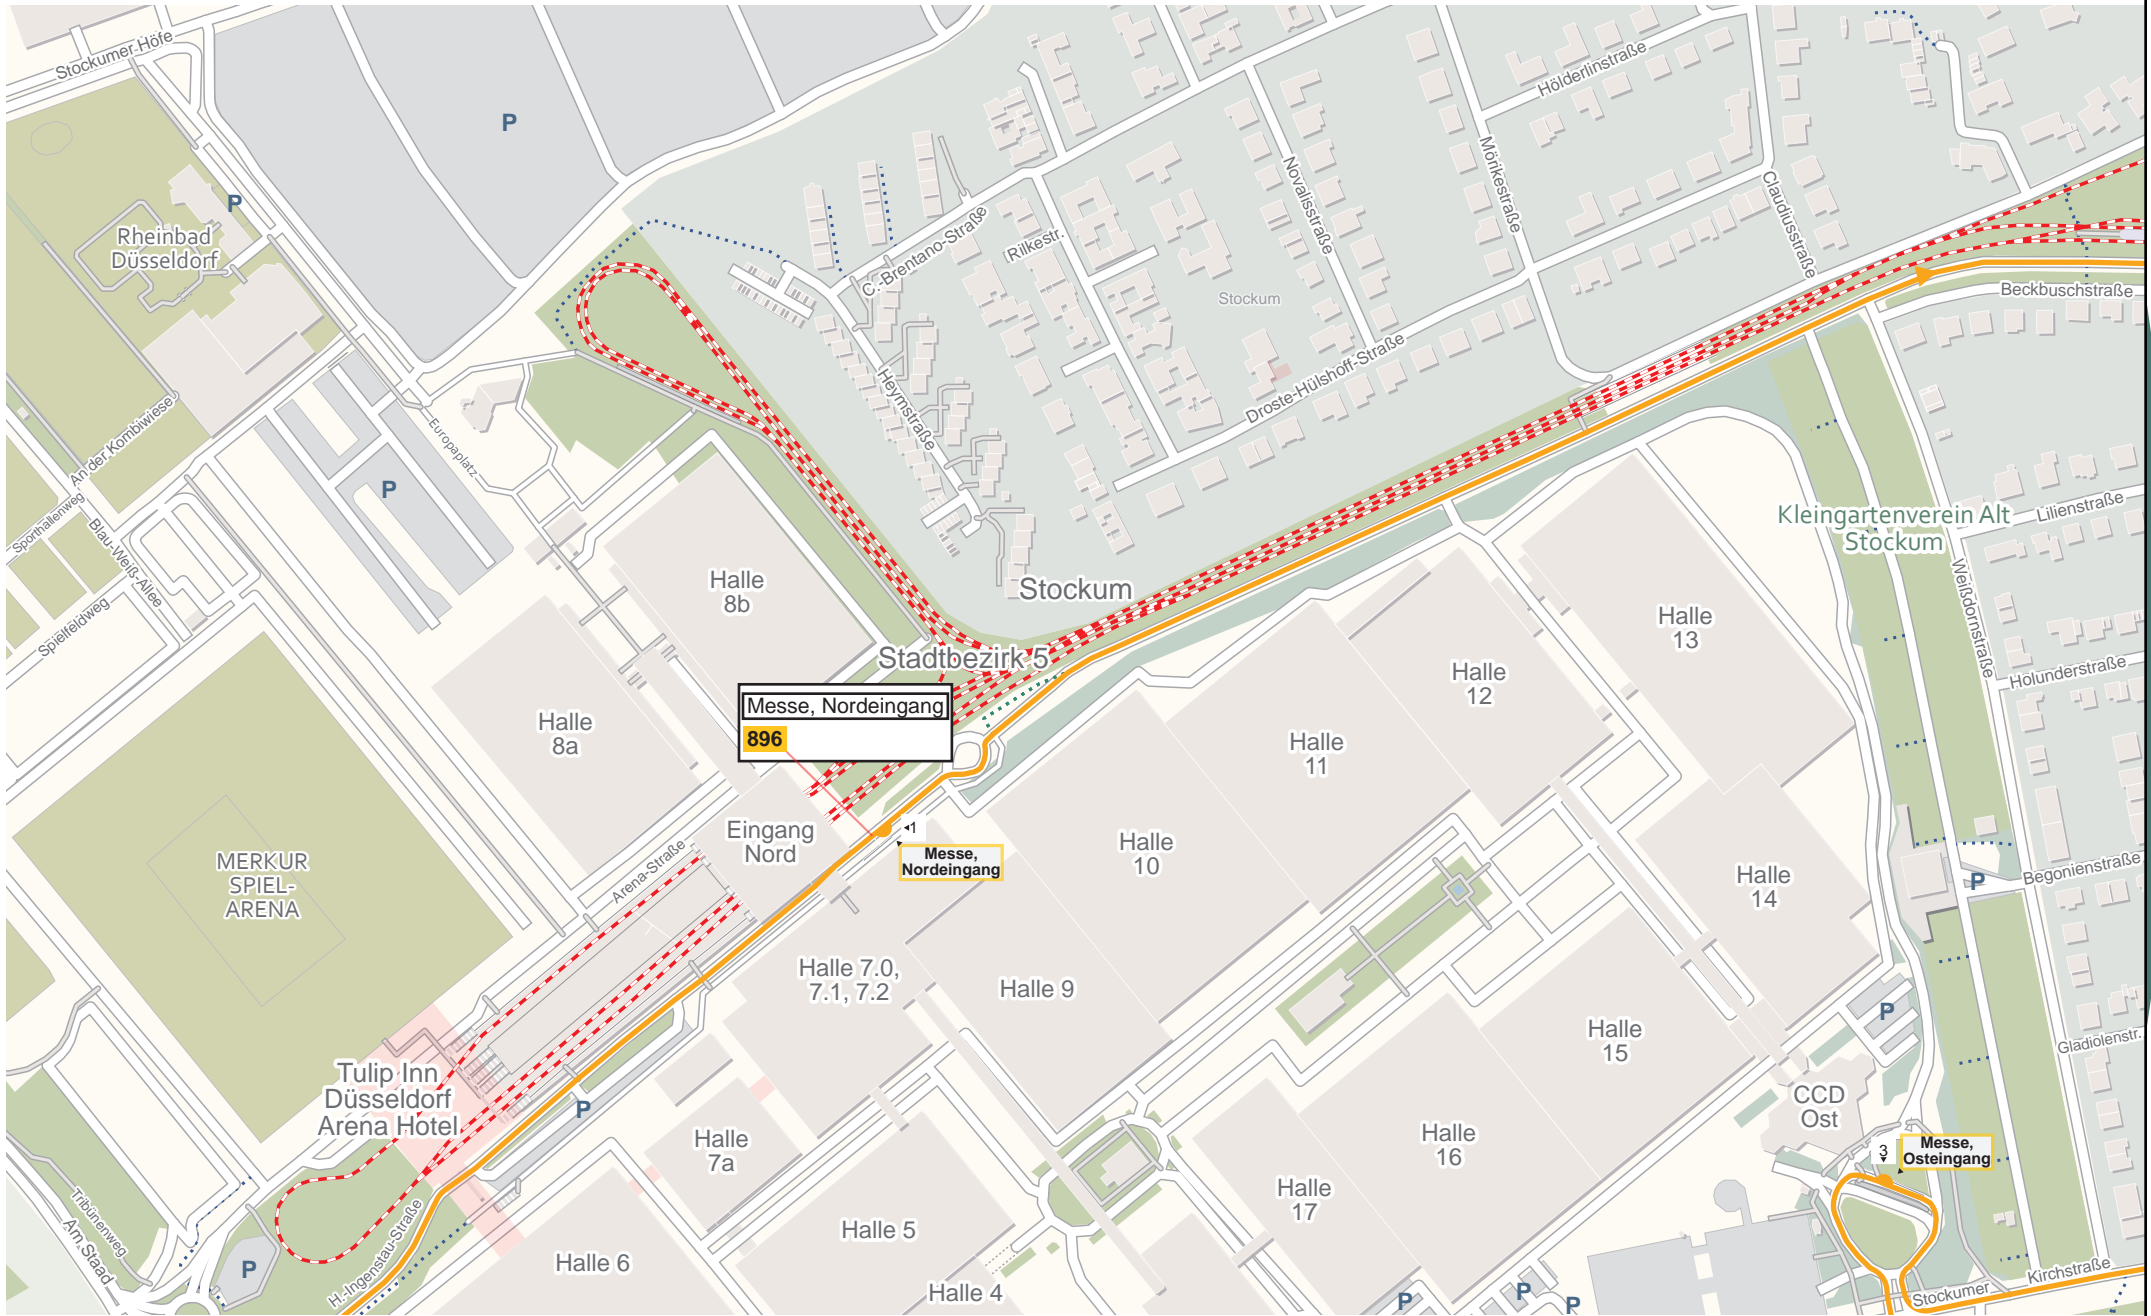 Stockumer Höfe
P
Hölderlinstraße
Mörikestraße
Novalisstraße
Claudiusstraße
P
Rheinbad
Düsseldorf
C.-Brentano-Straße
Rilkestr.
Stockum
Beckbuschstraße
Heymstraße
Droste-Hülshoff-Straße
An der Kombiwiese
Europaplatz
P
Sporthallenweg
Blau-Weiß-Allee
Kleingartenverein Alt
Stockum
Lilienstraße
Weißdornstraße
Spielfeldweg
Halle
8b
Stockum
Halle
13
Stadtbezirk 5
Halle
12
Holunderstraße
Messe, Nordeingang
896
Halle
8a
Halle
11
1
Messe,
Nordeingang
Eingang
Nord
Halle
10
MERKUR
SPIEL-
ARENA
Arena-Straße
Halle
14
P
Begonienstraße
Halle 7.0,
7.1, 7.2
Halle 9
P
Halle
15
Gladiolenstr.
Tulip Inn
Düsseldorf
Arena Hotel
P
CCD
Ost
Halle
7a
Halle
16
3
Messe,
Osteingang
Halle
17
Tribünenweg
Am Staad
H.-Ingenstau-Straße
P
Halle 6
Halle 5
Halle 4
P
P
P
Stockumer
Kirchstraße